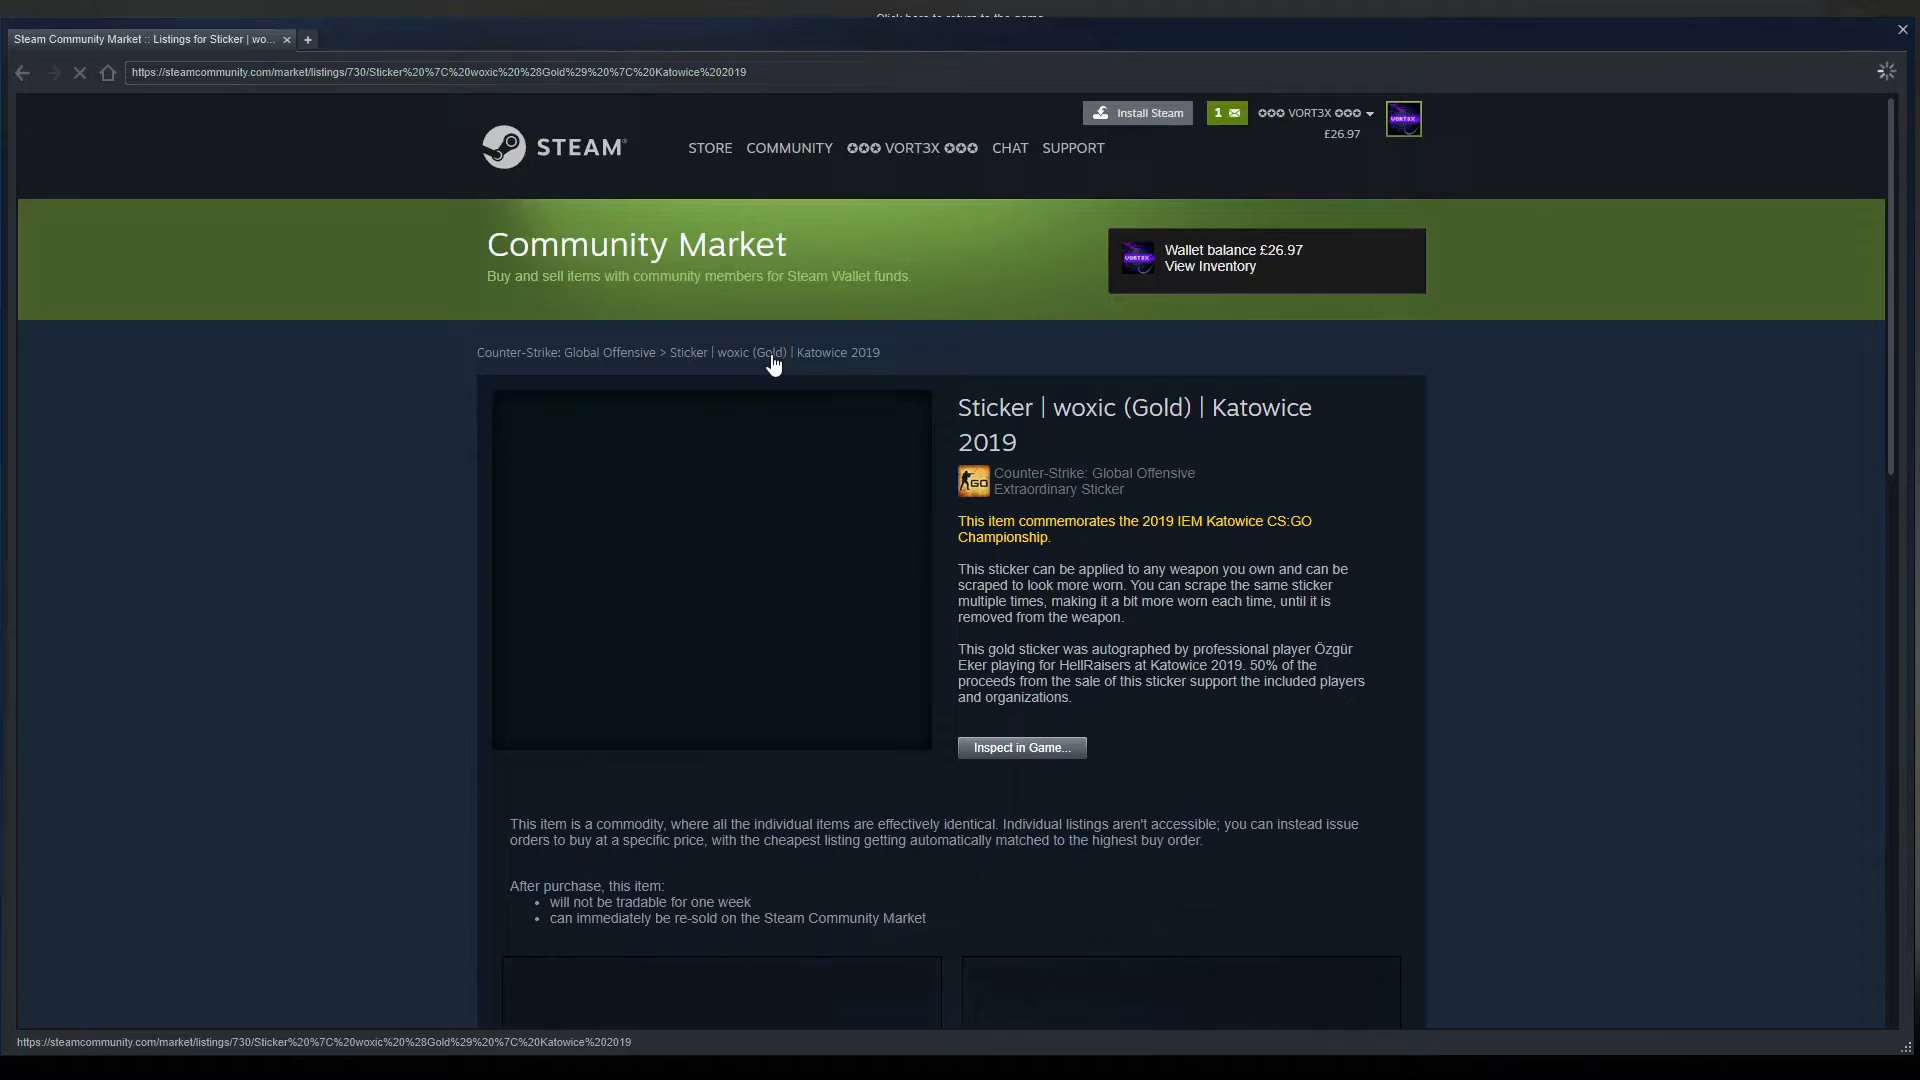 Click here to return to the game
Steam Community Market :: Listings for Sticker | wo...
https://steamcommunity.com/market/listings/730/Sticker%20%7C%20woxic%20%28Gold%29%20%7C%20Katowice%202019
Install Steam
1
✪✪✪ VORT3X ✪✪✪
£26.97
VORT3X
STEAM®
STORE COMMUNITY ✪✪✪ VORT3X ✪✪✪ CHAT SUPPORT
Community Market
Buy and sell items with community members for Steam Wallet funds.
VORT3X
Wallet balance £26.97
View Inventory
Counter-Strike: Global Offensive > Sticker | woxic (Gold) | Katowice 2019
Sticker | woxic (Gold) | Katowice
2019
GO
Counter-Strike: Global Offensive
Extraordinary Sticker
This item commemorates the 2019 IEM Katowice CS:GO
Championship.
This sticker can be applied to any weapon you own and can be
scraped to look more worn. You can scrape the same sticker
multiple times, making it a bit more worn each time, until it is
removed from the weapon.
This gold sticker was autographed by professional player Özgür
Eker playing for HellRaisers at Katowice 2019. 50% of the
proceeds from the sale of this sticker support the included players
and organizations.
Inspect in Game...
This item is a commodity, where all the individual items are effectively identical. Individual listings aren't accessible; you can instead issue
orders to buy at a specific price, with the cheapest listing getting automatically matched to the highest buy order.
After purchase, this item:
• will not be tradable for one week
• can immediately be re-sold on the Steam Community Market
https://steamcommunity.com/market/listings/730/Sticker%20%7C%20woxic%20%28Gold%29%20%7C%20Katowice%202019